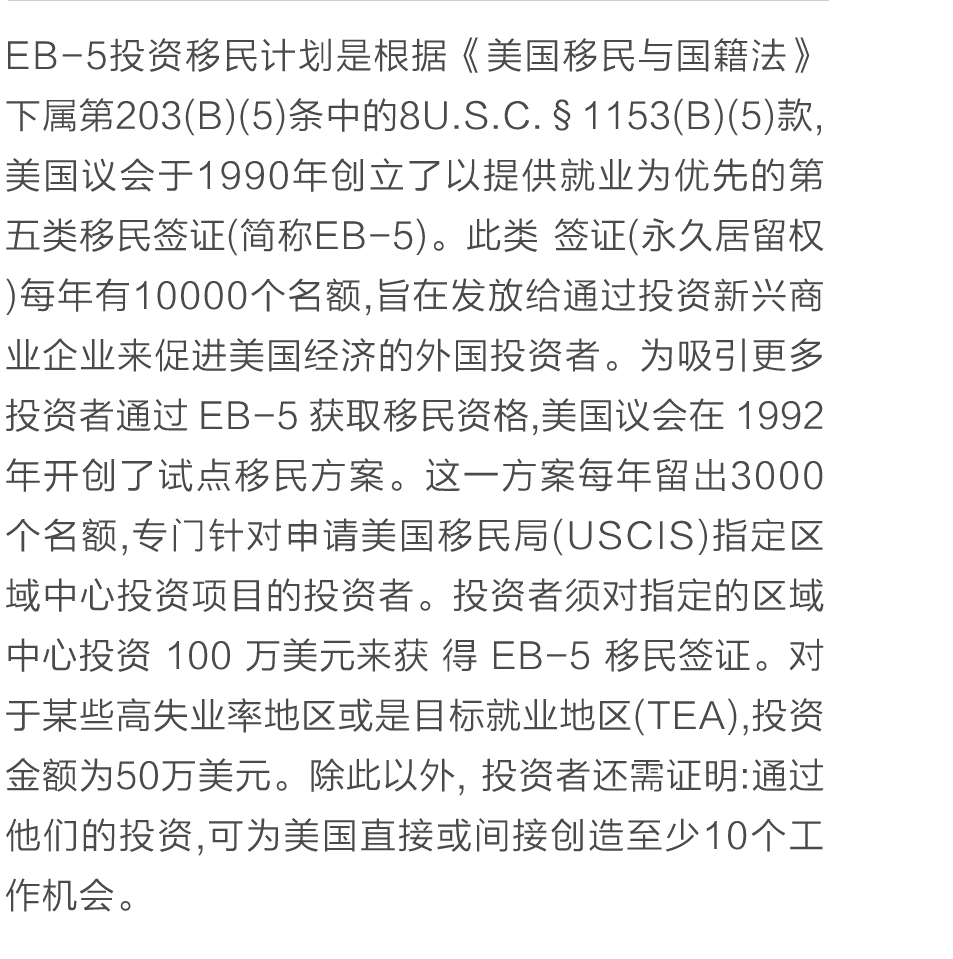 EB-5投资移民计划是根据《美国移民与国籍法》
下属第203(B)(5)条中的8U.S.C.§1153(B)(5)款,
美国议会于1990年创立了以提供就业为优先的第
五类移民签证(简称EB-5)。此类 签证(永久居留权
)每年有10000个名额,旨在发放给通过投资新兴商
业企业来促进美国经济的外国投资者。为吸引更多
投资者通过 EB-5 获取移民资格,美国议会在 1992
年开创了试点移民方案。这一方案每年留出3000
个名额,专门针对申请美国移民局(USCIS)指定区
域中心投资项目的投资者。投资者须对指定的区域
中心投资 100 万美元来获 得 EB-5 移民签证。对
于某些高失业率地区或是目标就业地区(TEA),投资
金额为50万美元。除此以外, 投资者还需证明:通过
他们的投资,可为美国直接或间接创造至少10个工
作机会。